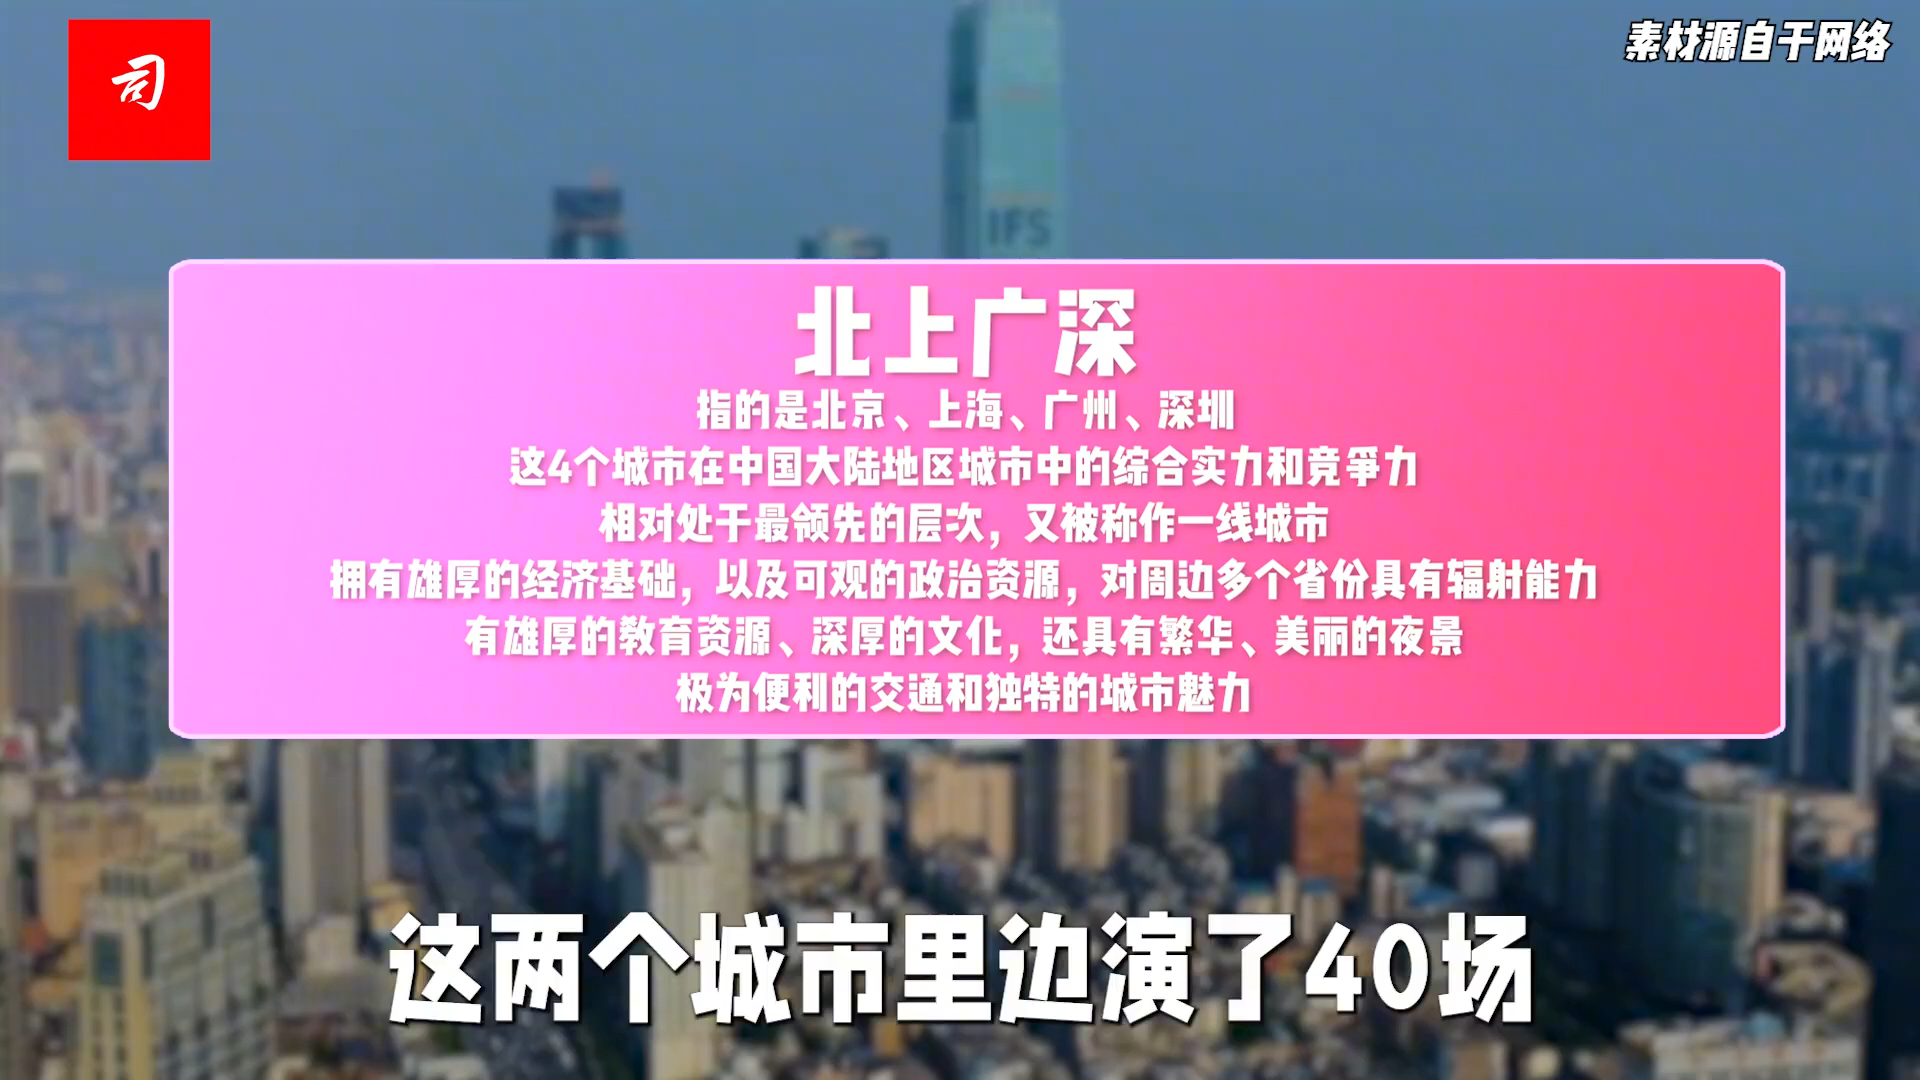 司
素材源自于网络
IFS
北上广深
指的是北京、上海、广州、深圳
这4个城市在中国大陆地区城市中的综合实力和竞争力
相对处于最领先的层次，又被称作一线城市
拥有雄厚的经济基础，以及可观的政治资源，对周边多个省份具有辐射能力
有雄厚的教育资源、深厚的文化，还具有繁华、美丽的夜景
极为便利的交通和独特的城市魅力
这两个城市里边演了40场